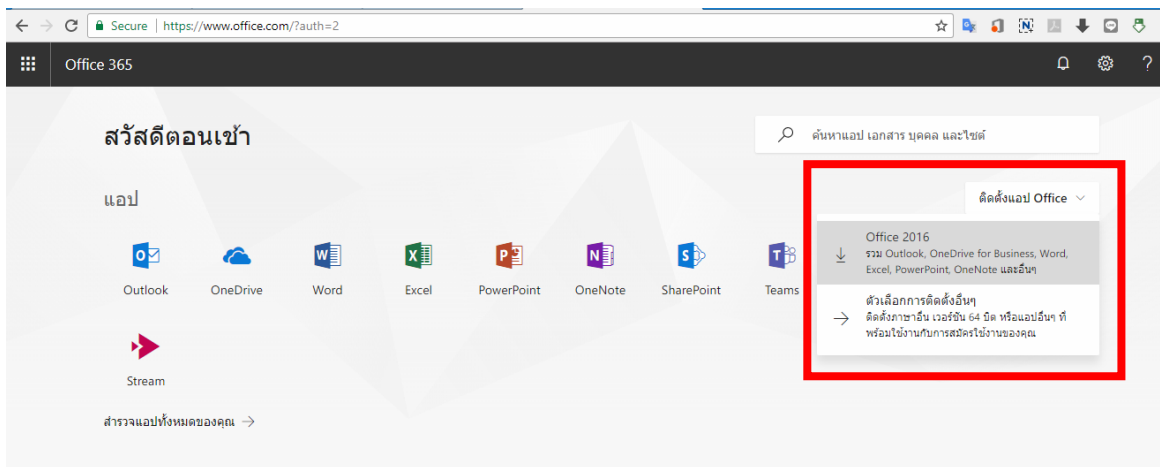 Secure | https://www.office.com/?auth=2
Office 365
สวัสดีตอนเช้า
ค้นหาแอป เอกสาร บุคคล และไซต์
แอป
ติดตั้งแอป Office
Office 2016
รวม Outlook, OneDrive for Business, Word,
Excel, PowerPoint, OneNote และอื่นๆ
Outlook
OneDrive
Word
Excel
PowerPoint
OneNote
SharePoint
Teams
ตัวเลือกการติดตั้งอื่นๆ
ติดตั้งภาษาอื่น เวอร์ชัน 64 บิต หรือแอปอื่นๆ ที่
พร้อมใช้งานกับการสมัครใช้งานของคุณ
Stream
สำรวจแอปทั้งหมดของคุณ →